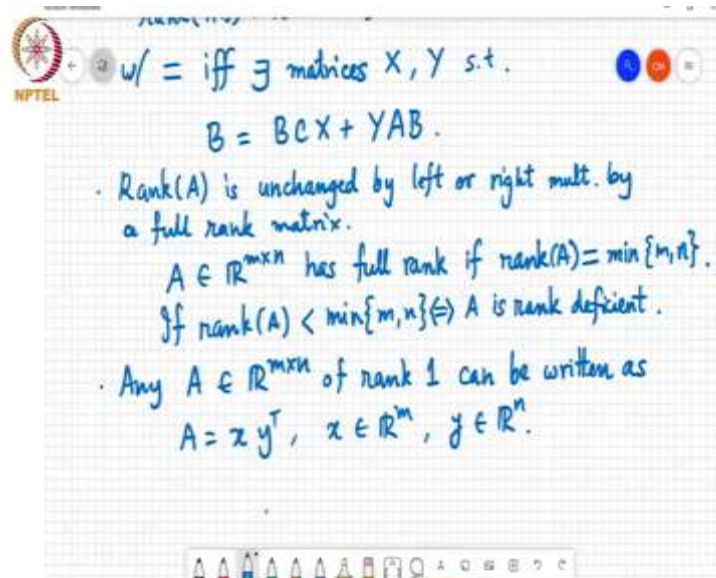 w/ = iff ∃ matrices X, Y s.t.
NPTEL
B = BCX + YAB.
· Rank(A) is unchanged by left or right mult. by
a full rank matrix.
A ∈ ℝ^{m×n} has full rank if rank(A) = min{m,n}.
If rank(A) < min{m,n} ⇔ A is rank deficient.
· Any A ∈ ℝ^{m×n} of rank 1 can be written as
A = x y^T, x ∈ ℝ^m, y ∈ ℝ^n.